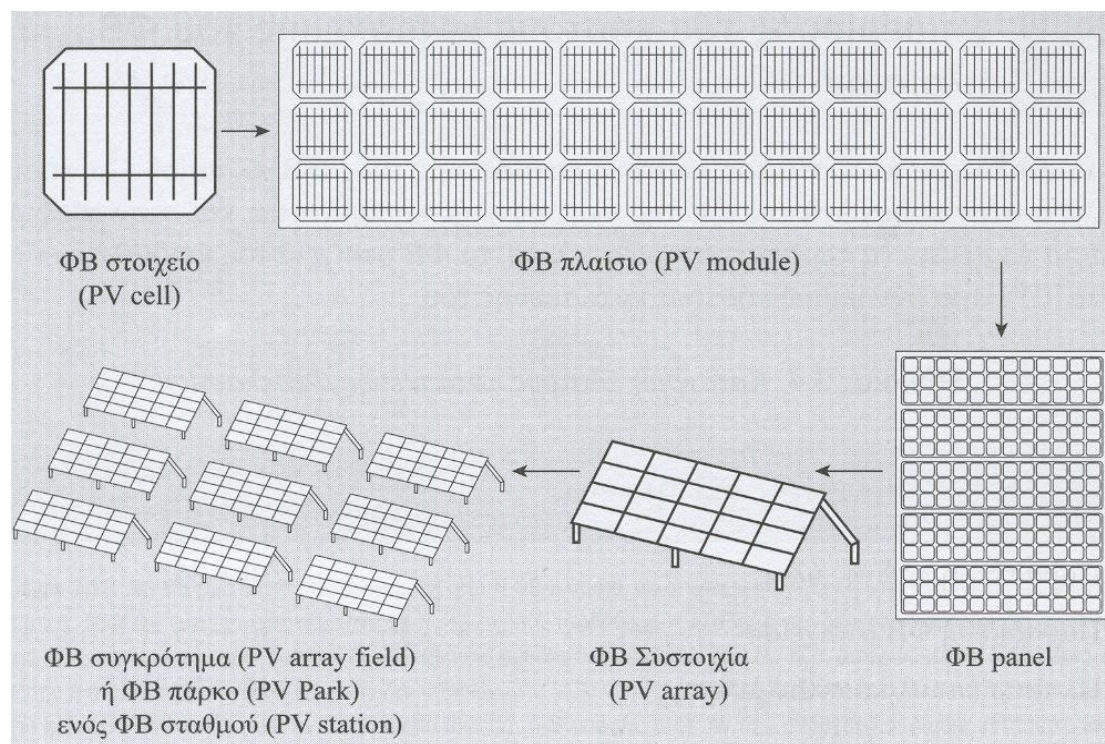 ΦΒ στοιχείο
(PV cell)
ΦΒ πλαίσιο (PV module)
ΦΒ συγκρότημα (PV array field)
ή ΦΒ πάρκο (PV Park)
ενός ΦΒ σταθμού (PV station)
ΦΒ Συστοιχία
(PV array)
ΦΒ panel